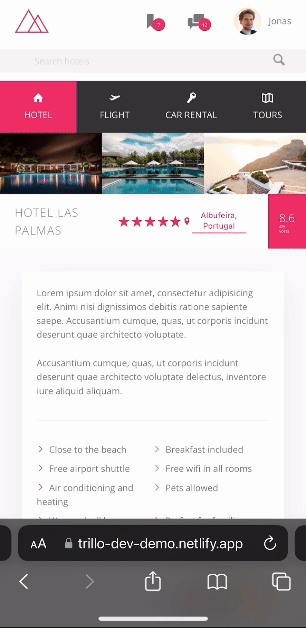 7
12
Jonas
Search hotels
HOTEL
FLIGHT
CAR RENTAL
TOURS
HOTEL LAS
PALMAS
Albufeira,
Portugal
8.6
Lorem ipsum dolor sit amet, consectetur adipisicing
elit. Animi nisi dignissimos debitis ratione sapiente
saepe. Accusantium cumque, quas, ut corporis incidunt
deserunt quae architecto voluptate.
Accusantium cumque, quas, ut corporis incidunt
deserunt quae architecto voluptate delectus, inventore
iure aliquid aliquam.
Close to the beach
Breakfast included
Free airport shuttle
Free wifi in all rooms
Air conditioning and
heating
Pets allowed
AA
trillo-dev-demo.netlify.app